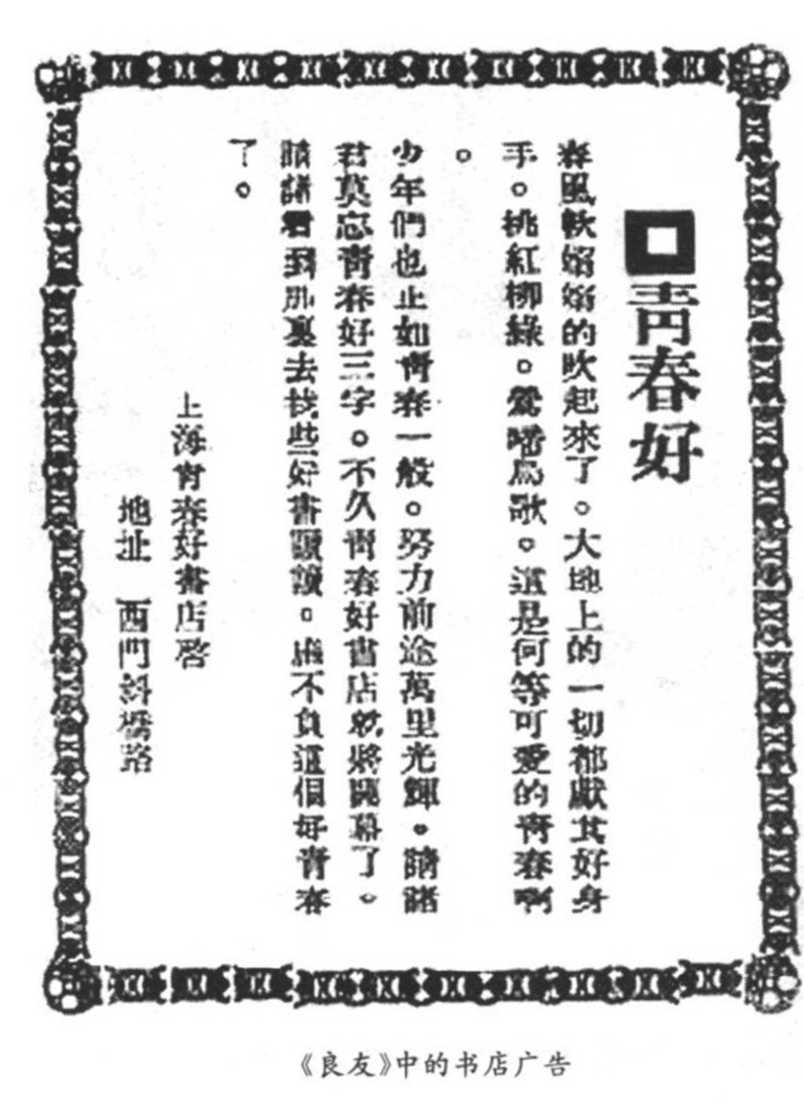 青春好
春風軟媚媚的吹起來了。大地上的一切都獻其好身
手。桃紅柳綠。鶯啼鳥歌。這是何等可愛的青春啊
。
少年們也止如青春一般。努力前途萬里光輝。請諸
君莫忘青春好三字。不久青春好書店就將開幕了。
請諸君到那裏去找些好書讀讀。庶不負這個好青春
了。
上海青春好書店啓
地址 西門斜橋路
《良友》中的书店广告